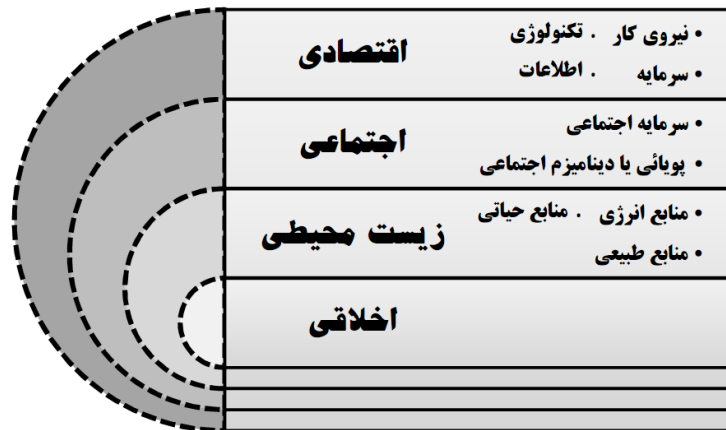 اقتصادی
• نیروی کار . تکنولوژی
• سرمایه . اطلاعات
اجتماعی
• سرمایه اجتماعی
• پویائی یا دینامیزم اجتماعی
زیست محیطی
• منابع انرژی . منابع حیاتی
• منابع طبیعی
اخلاقی